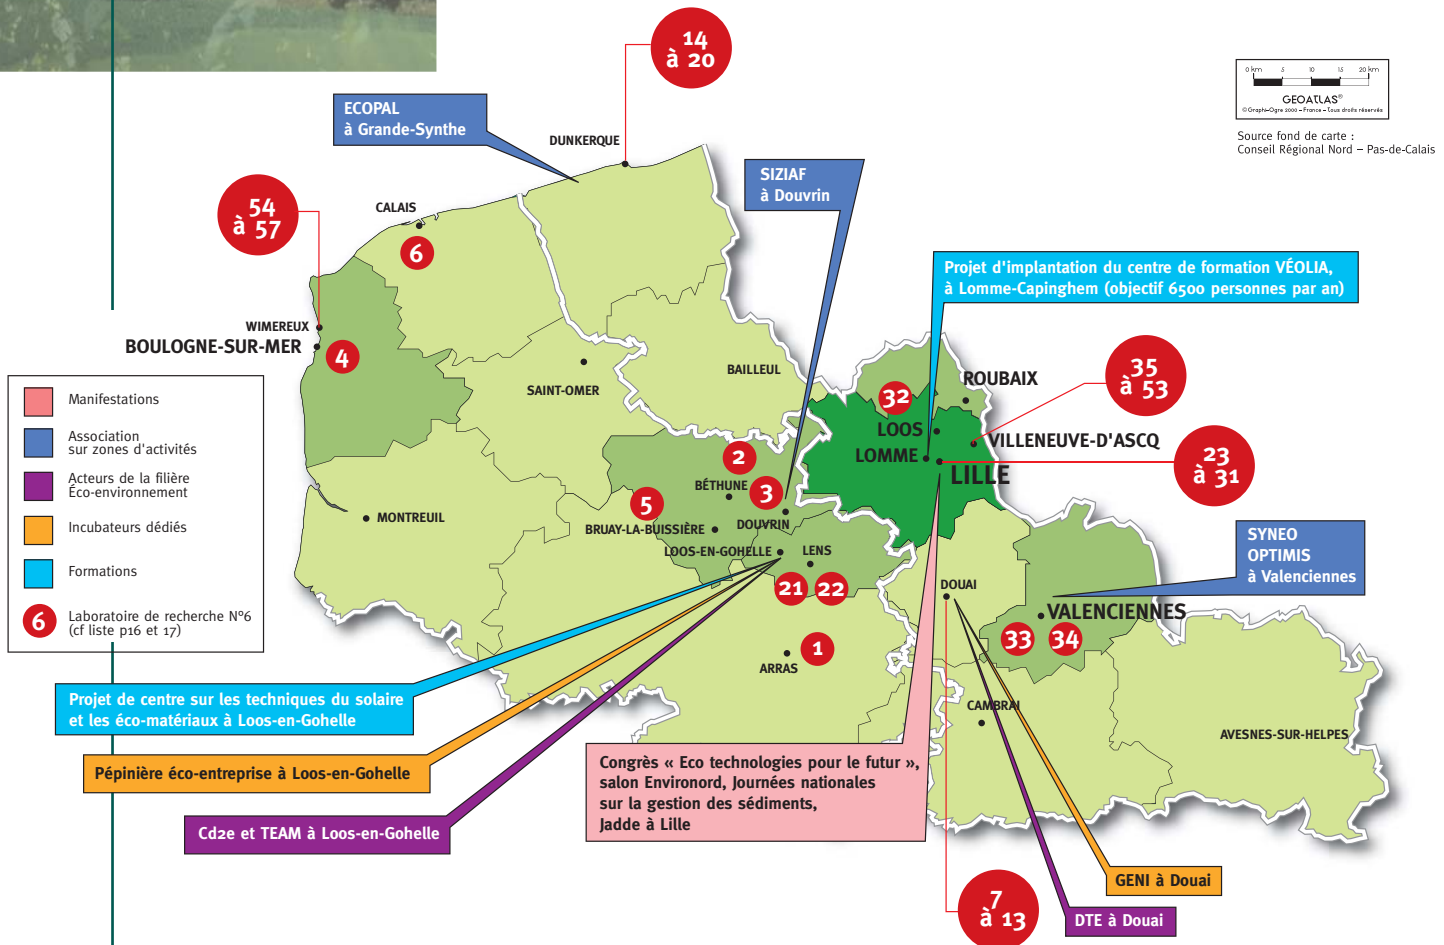 14
à 20
0 km 5 10 15 20 km
GEOATLAS®
© Graphi-Ogre 2000 - France - Tous droits réservés
Source fond de carte :
Conseil Régional Nord – Pas-de-Calais
ECOPAL
à Grande-Synthe
DUNKERQUE
SIZIAF
à Douvrin
54
à 57
CALAIS
6
Projet d'implantation du centre de formation VÉOLIA,
à Lomme-Capinghem (objectif 6500 personnes par an)
WIMEREUX
BOULOGNE-SUR-MER
4
SAINT-OMER
BAILLEUL
32
ROUBAIX
35
à 53
LOOS
VILLENEUVE-D'ASCQ
LOMME
LILLE
23
à 31
Manifestations
Association
sur zones d'activités
Acteurs de la filière
Éco-environnement
Incubateurs dédiés
Formations
6
Laboratoire de recherche N°6
(cf liste p16 et 17)
2
BÉTHUNE
3
5
MONTREUIL
BRUAY-LA-BUISSIÈRE
DOUVRIN
LOOS-EN-GOHELLE
LENS
21
22
SYNEO
OPTIMIS
à Valenciennes
DOUAI
VALENCIENNES
33
34
1
ARRAS
CAMBRAI
AVESNES-SUR-HELPES
Projet de centre sur les techniques du solaire
et les éco-matériaux à Loos-en-Gohelle
Pépinière éco-entreprise à Loos-en-Gohelle
Cd2e et TEAM à Loos-en-Gohelle
Congrès « Eco technologies pour le futur »,
salon Environord, Journées nationales
sur la gestion des sédiments,
Jadde à Lille
GENI à Douai
7
à 13
DTE à Douai